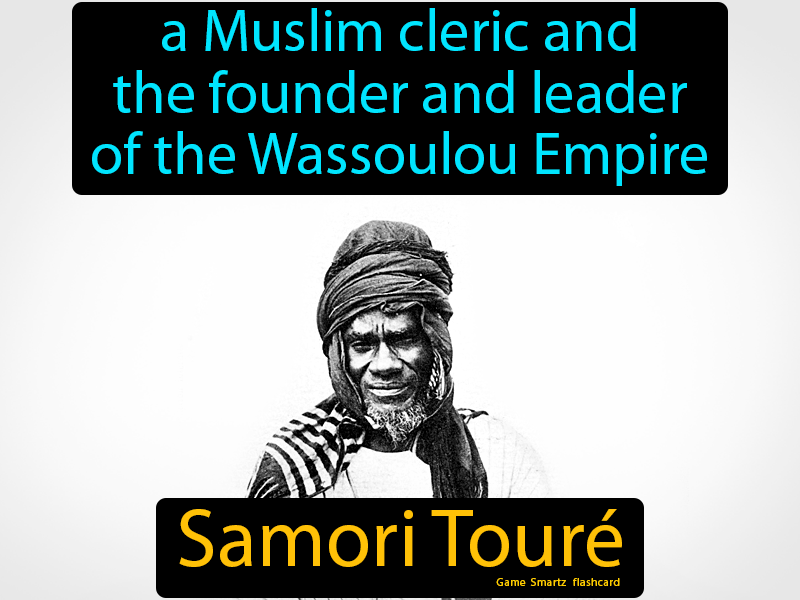 a Muslim cleric and
the founder and leader
of the Wassoulou Empire
Samori Touré
Game Smartz flashcard